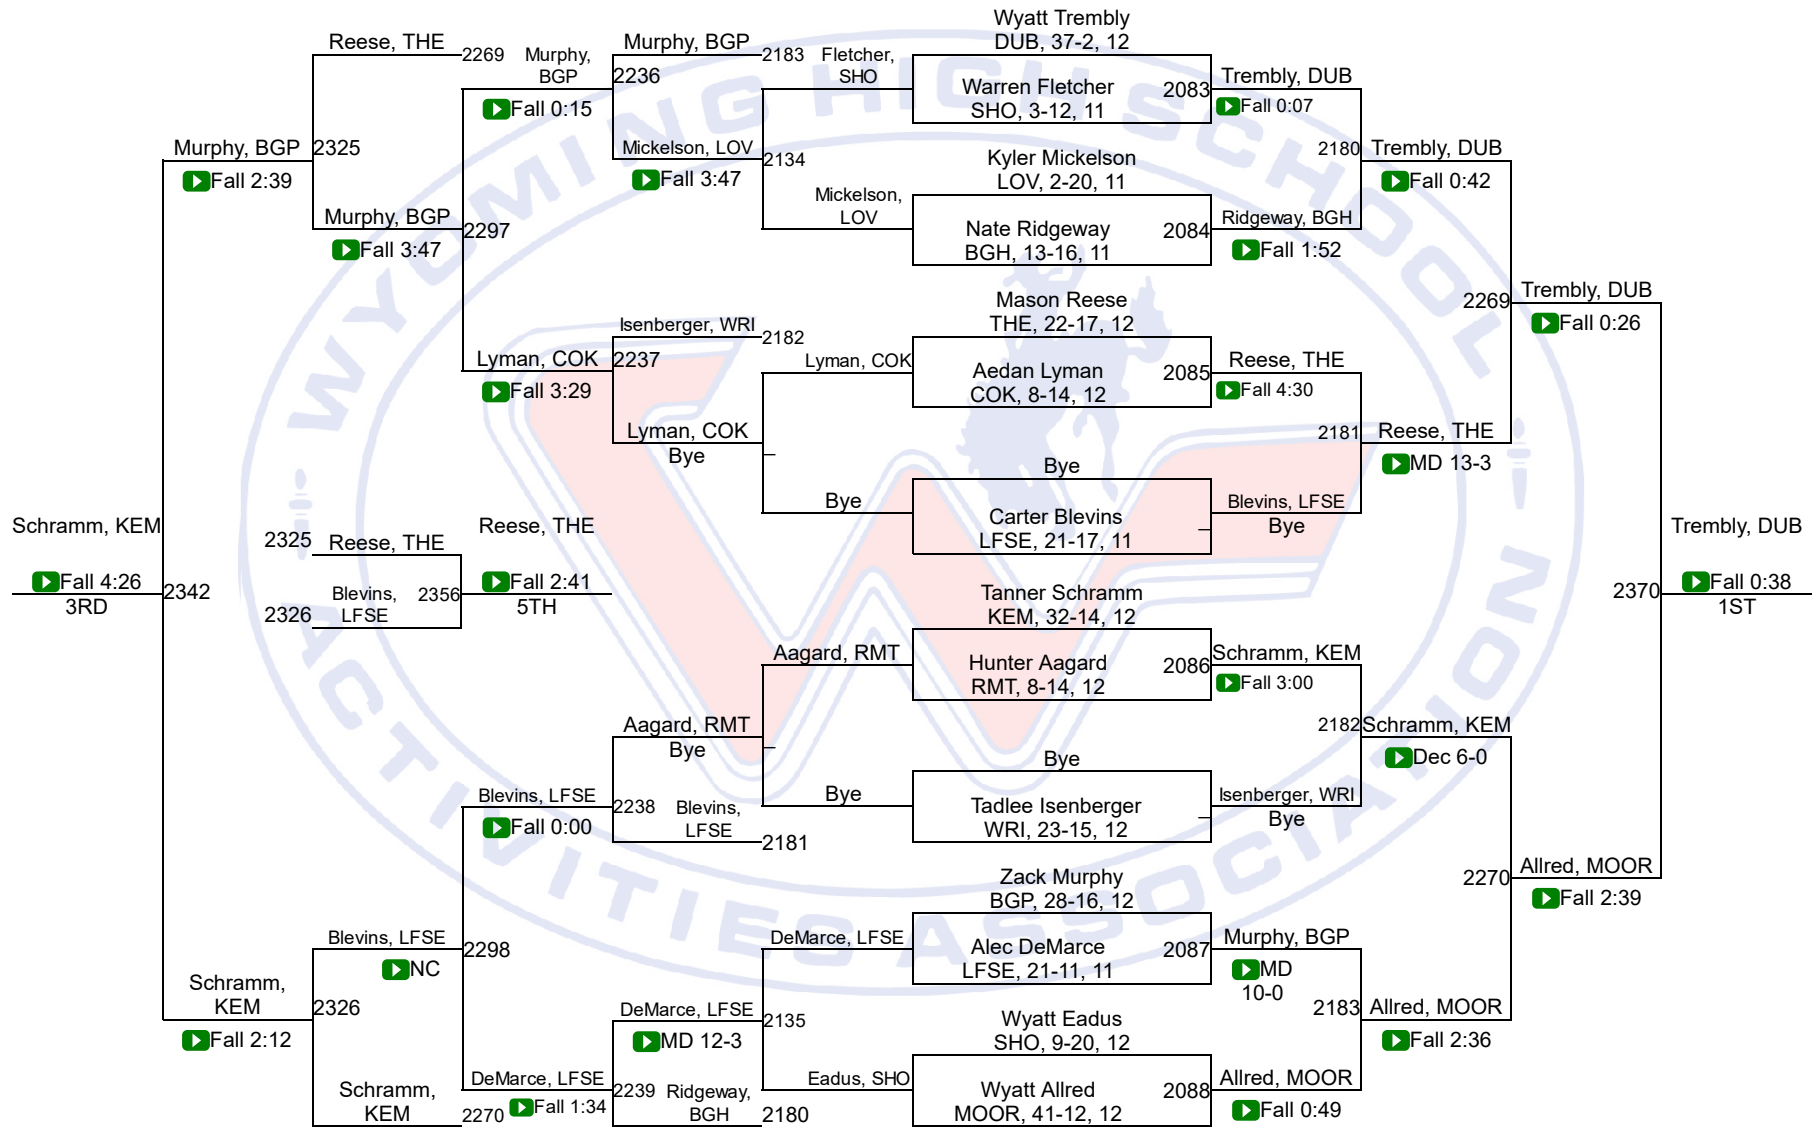 Wyatt Trembly
DUB, 37-2, 12
Reese, THE
2269
Murphy,
BGP
Murphy, BGP
2183
Fletcher,
SHO
2236
Warren Fletcher
SHO, 3-12, 11
2083
Trembly, DUB
Fall 0:07
Fall 0:15
Murphy, BGP
2325
Fall 2:39
Mickelson, LOV
2134
Fall 3:47
Kyler Mickelson
LOV, 2-20, 11
2180
Trembly, DUB
Fall 0:42
Mickelson,
LOV
Murphy, BGP
2297
Fall 3:47
Nate Ridgeway
BGH, 13-16, 11
2084
Ridgeway, BGH
Fall 1:52
Mason Reese
THE, 22-17, 12
2269
Trembly, DUB
Fall 0:26
Isenberger, WRI
2182
Lyman, COK
2237
Fall 3:29
Lyman, COK
Aedan Lyman
COK, 8-14, 12
2085
Reese, THE
Fall 4:30
Lyman, COK
Bye
2181
Reese, THE
MD 13-3
Bye
Bye
Carter Blevins
LFSE, 21-17, 11
Blevins, LFSE
Bye
Schramm, KEM
Fall 4:26
3RD
2342
2325
Reese, THE
Reese, THE
Blevins,
LFSE
2326
2356
Fall 2:41
5TH
Trembly, DUB
2370
Fall 0:38
1ST
Tanner Schramm
KEM, 32-14, 12
Aagard, RMT
Hunter Aagard
RMT, 8-14, 12
2086
Schramm, KEM
Fall 3:00
Aagard, RMT
Bye
2182
Schramm, KEM
Dec 6-0
Bye
Blevins, LFSE
2238
Fall 0:00
Blevins,
LFSE
2181
Bye
Tadlee Isenberger
WRI, 23-15, 12
Isenberger, WRI
Bye
Zack Murphy
BGP, 28-16, 12
2270
Allred, MOOR
Fall 2:39
Blevins, LFSE
2298
NC
DeMarce, LFSE
Alec DeMarce
LFSE, 21-11, 11
2087
Murphy, BGP
MD
10-0
Schramm,
KEM
2326
Fall 2:12
DeMarce, LFSE
2135
MD 12-3
Wyatt Eadus
SHO, 9-20, 12
2183
Allred, MOOR
Fall 2:36
Schramm,
KEM
2270
DeMarce, LFSE
2239
Fall 1:34
Ridgeway,
BGH
2180
Eadus, SHO
Wyatt Allred
MOOR, 41-12, 12
2088
Allred, MOOR
Fall 0:49
WYOMING HIGH SCHOOL
ACTIVITIES ASSOCIATION